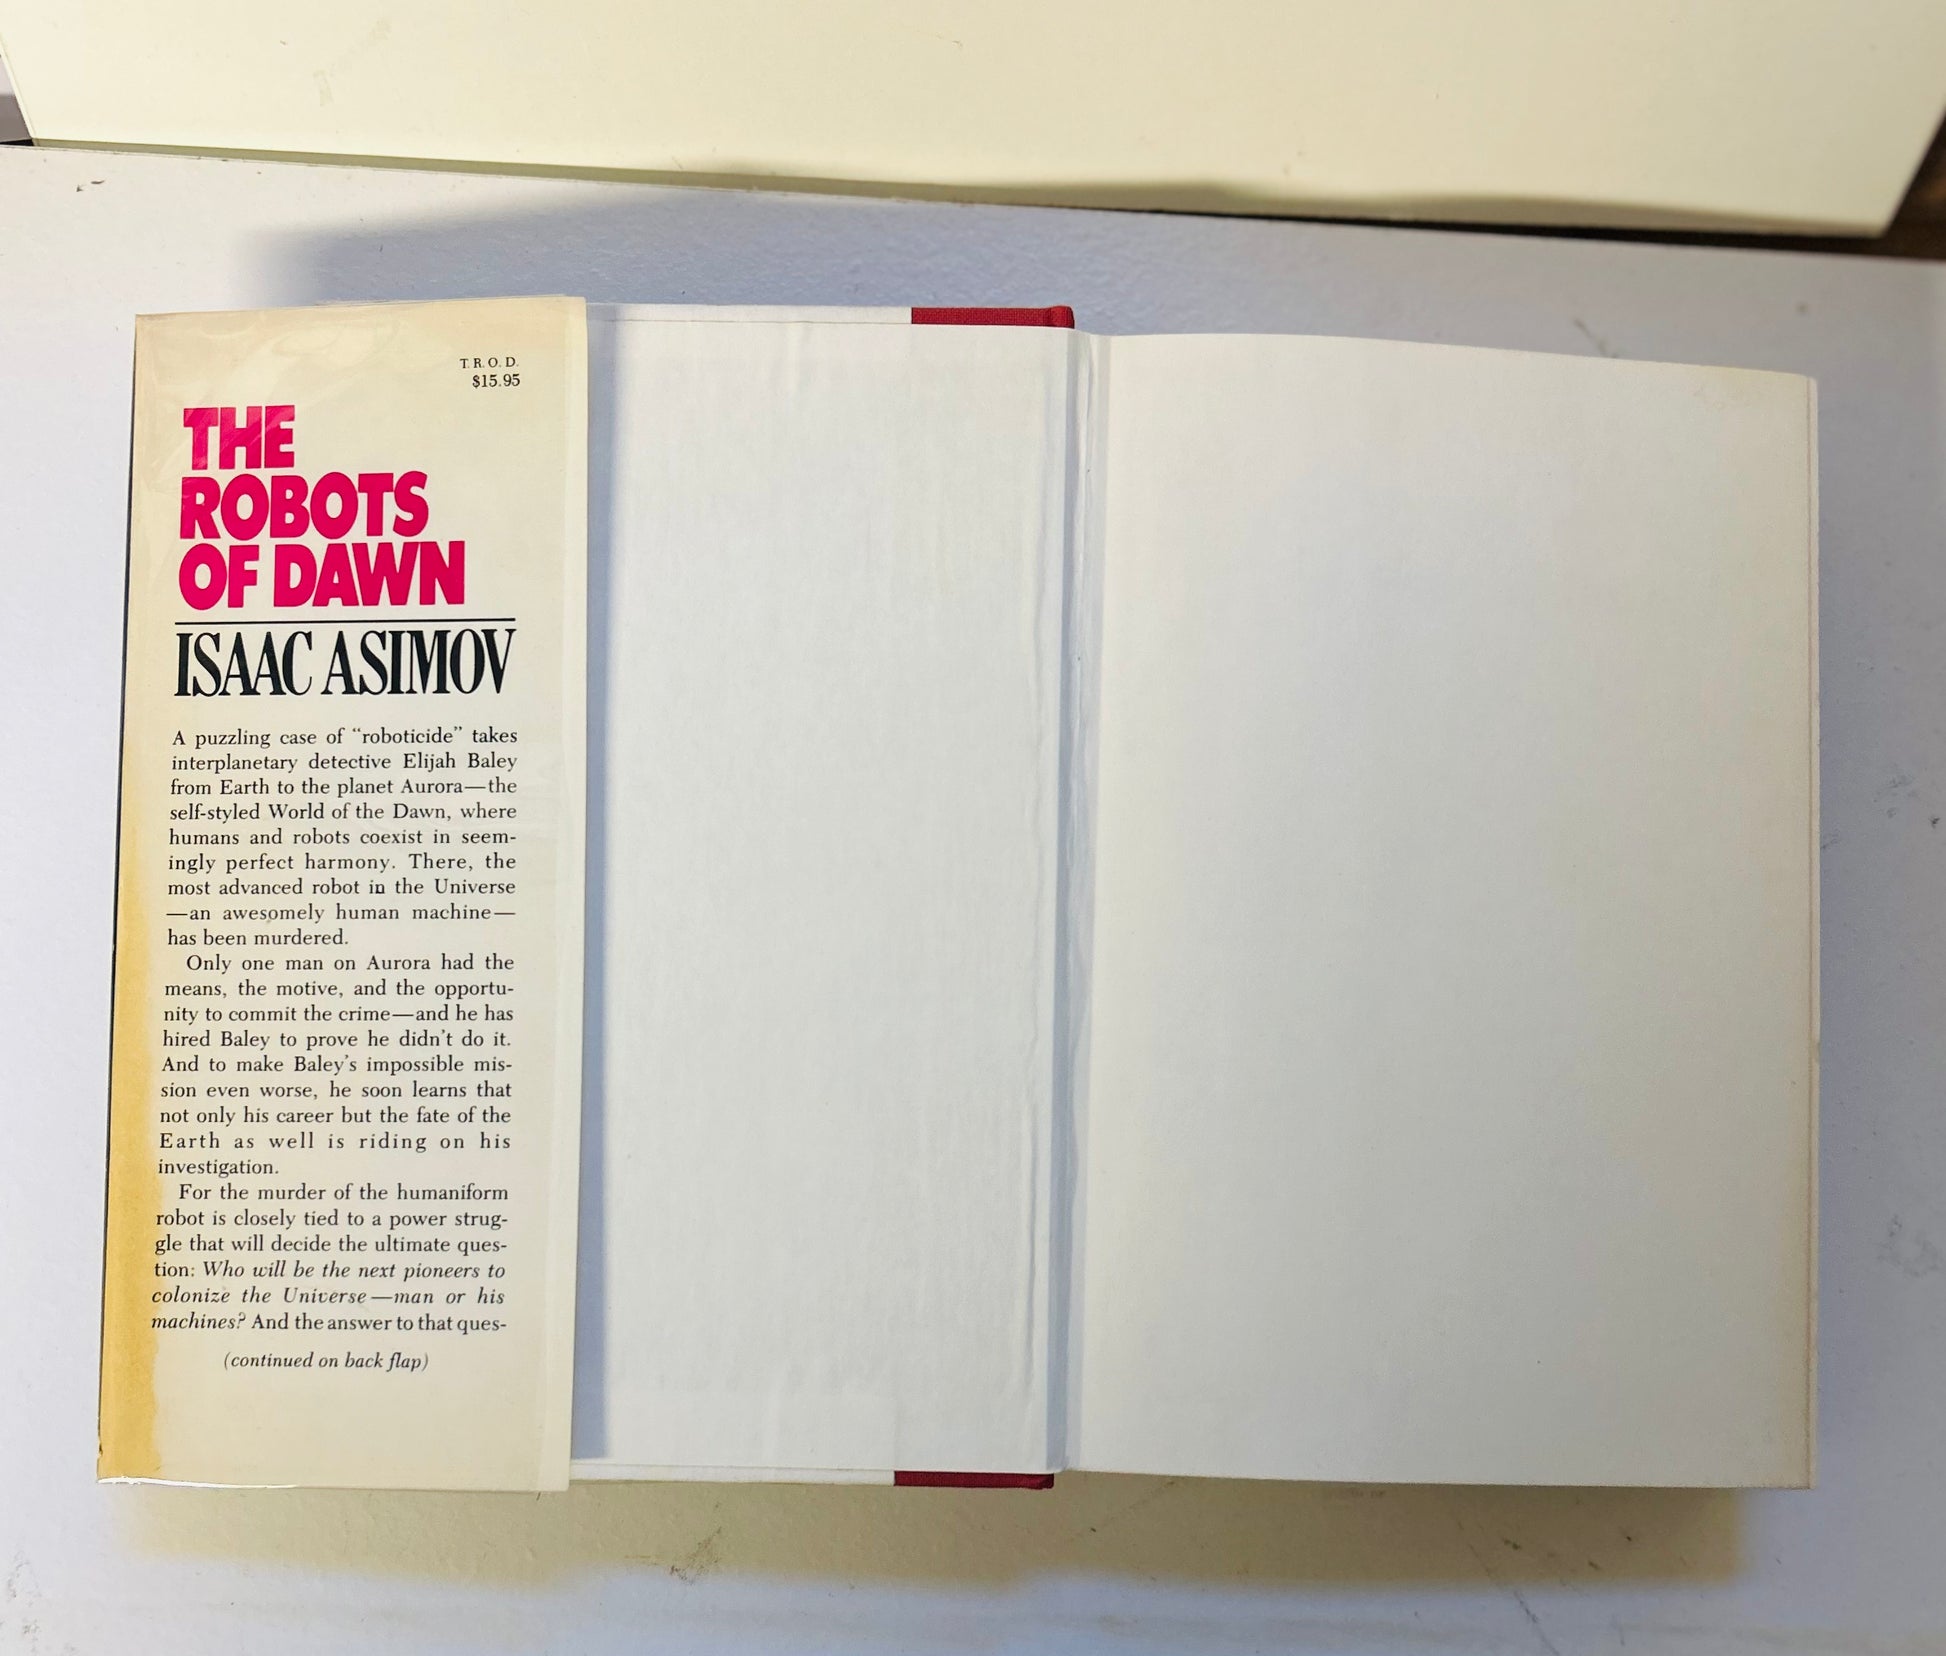 T. R. O. D.
$15.95
THE
ROBOTS
OF DAWN
ISAAC ASIMOV
A puzzling case of “roboticide” takes
interplanetary detective Elijah Baley
from Earth to the planet Aurora—the
self-styled World of the Dawn, where
humans and robots coexist in seem-
ingly perfect harmony. There, the
most advanced robot in the Universe
—an awesomely human machine—
has been murdered.
Only one man on Aurora had the
means, the motive, and the opportu-
nity to commit the crime—and he has
hired Baley to prove he didn’t do it.
And to make Baley’s impossible mis-
sion even worse, he soon learns that
not only his career but the fate of the
Earth as well is riding on his
investigation.
For the murder of the humaniform
robot is closely tied to a power strug-
gle that will decide the ultimate ques-
tion: Who will be the next pioneers to
colonize the Universe—man or his
machines? And the answer to that ques-
(continued on back flap)